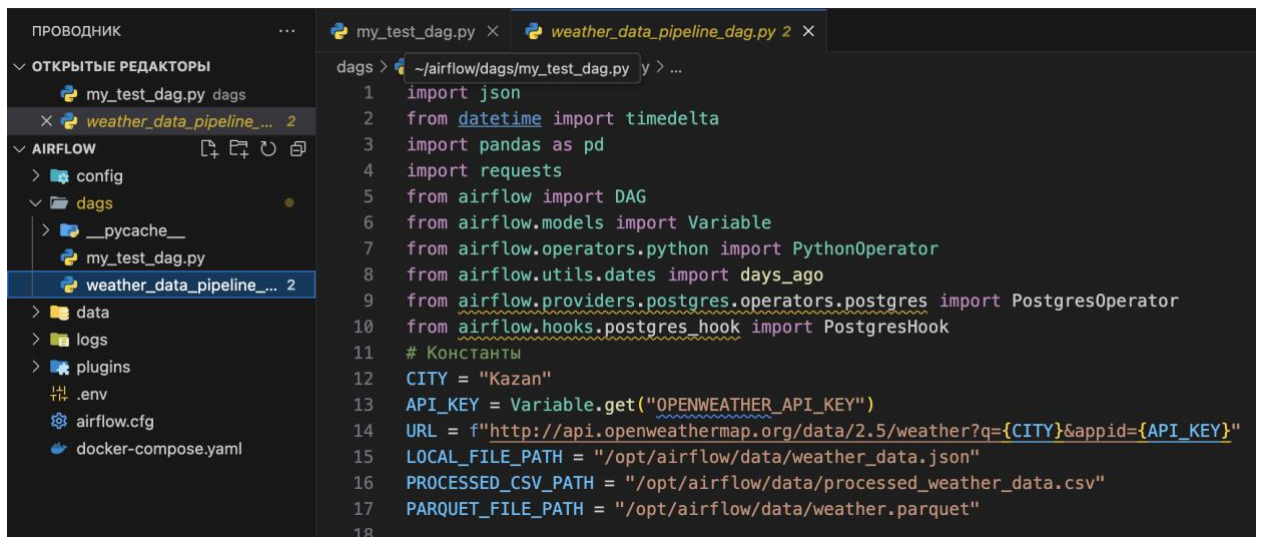 ПРОВОДНИК ...
ОТКРЫТЫЕ РЕДАКТОРЫ
my_test_dag.py dags
weather_data_pipeline_... 2
AIRFLOW
config
dags
__pycache__
my_test_dag.py
weather_data_pipeline_... 2
data
logs
plugins
.env
airflow.cfg
docker-compose.yaml
my_test_dag.py
weather_data_pipeline_dag.py 2
dags > y > ...
~/airflow/dags/my_test_dag.py
1 import json
2 from datetime import timedelta
3 import pandas as pd
4 import requests
5 from airflow import DAG
6 from airflow.models import Variable
7 from airflow.operators.python import PythonOperator
8 from airflow.utils.dates import days_ago
9 from airflow.providers.postgres.operators.postgres import PostgresOperator
10 from airflow.hooks.postgres_hook import PostgresHook
11 # Константы
12 CITY = "Kazan"
13 API_KEY = Variable.get("OPENWEATHER_API_KEY")
14 URL = f"http://api.openweathermap.org/data/2.5/weather?q={CITY}&appid={API_KEY}"
15 LOCAL_FILE_PATH = "/opt/airflow/data/weather_data.json"
16 PROCESSED_CSV_PATH = "/opt/airflow/data/processed_weather_data.csv"
17 PARQUET_FILE_PATH = "/opt/airflow/data/weather.parquet"
18